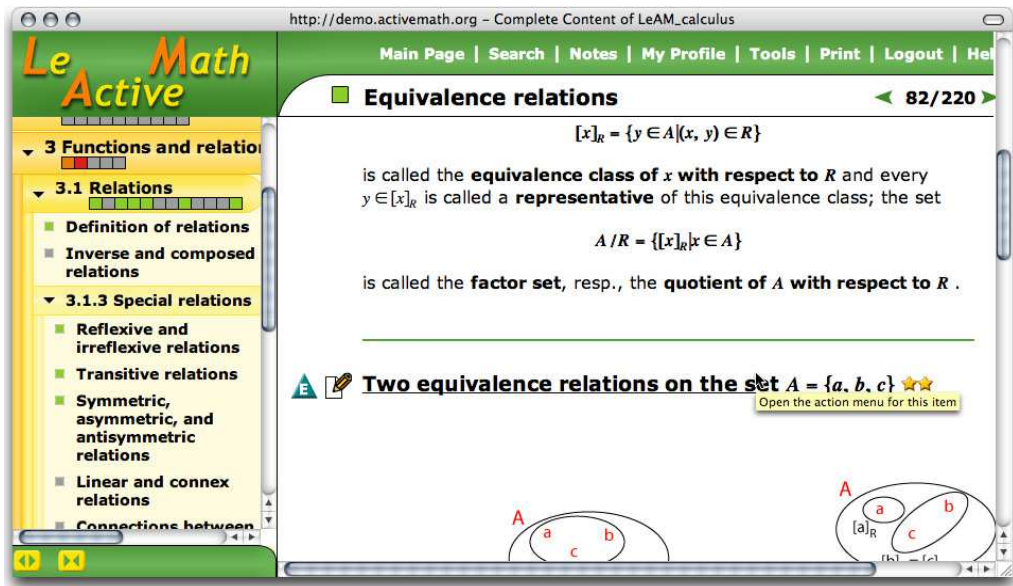 http://demo.activemath.org – Complete Content of LeAM_calculus
Le Math
Active
Main Page | Search | Notes | My Profile | Tools | Print | Logout | Hel
Equivalence relations
82/220
3 Functions and relation
3.1 Relations
Definition of relations
Inverse and composed
relations
3.1.3 Special relations
Reflexive and
irreflexive relations
Transitive relations
Symmetric,
asymmetric, and
antisymmetric
relations
Linear and connex
relations
Connections between
[x]R = {y ∈ A|(x, y) ∈ R}
is called the equivalence class of x with respect to R and every
y ∈ [x]R is called a representative of this equivalence class; the set
A /R = {[x]R|x ∈ A}
is called the factor set, resp., the quotient of A with respect to R .
E Two equivalence relations on the set A = {a, b, c}
Open the action menu for this item
A
a b
c
A
a b
[a]R c
[b] = [c]